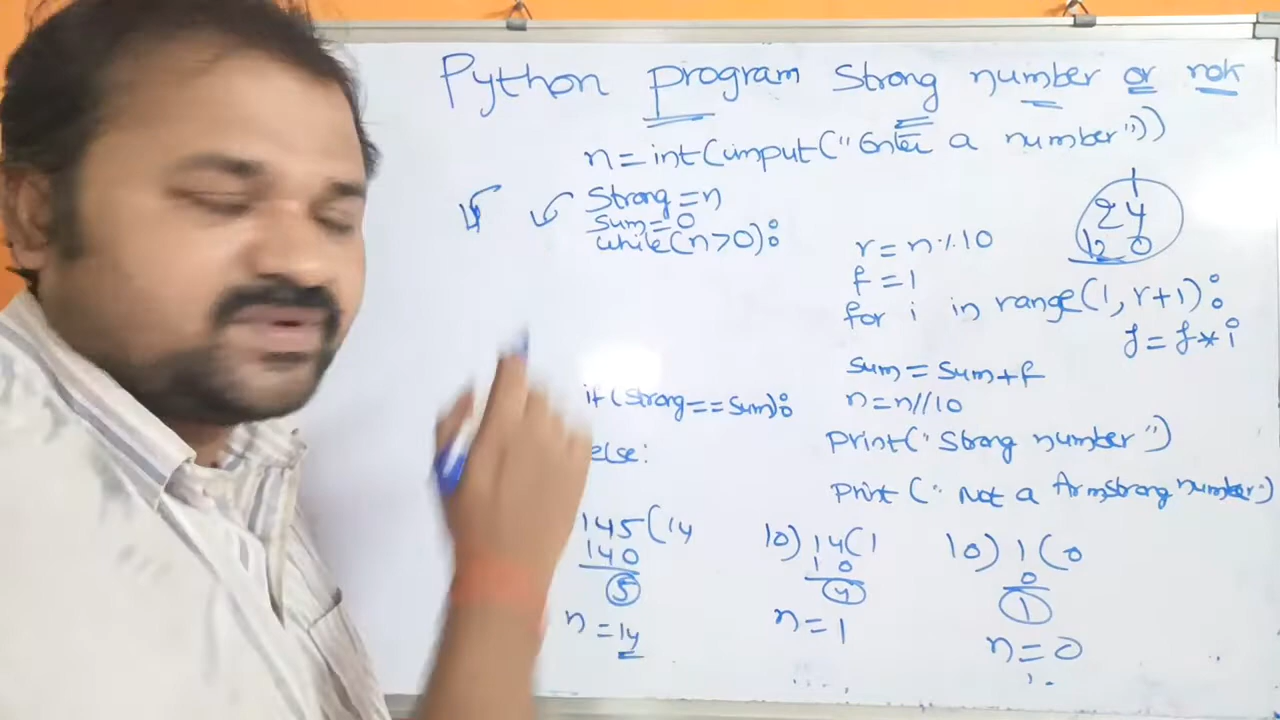 Python program Strong number or not
n=int(input("Enter a number"))
Strong=n
sum=0
while(n>0):
r=n%10
f=1
for i in range(1,r+1):
f=f*i
sum=sum+f
n=n//10
if(strong==sum):
print("Strong number")
else:
print("Not a Armstrong number")
1
24
120
145(14
140
5
n=14
10)14(1
10
4
n=1
10)1(0
0
1
n=0